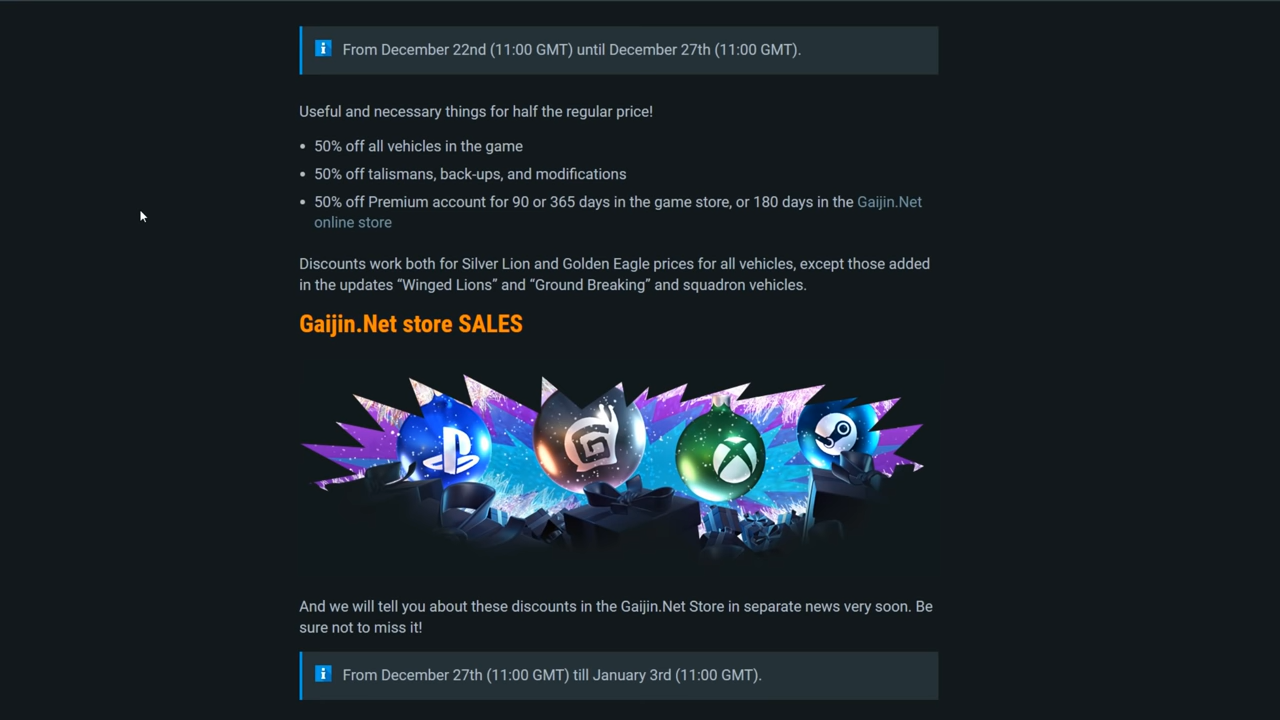 From December 22nd (11:00 GMT) until December 27th (11:00 GMT).
Useful and necessary things for half the regular price!
• 50% off all vehicles in the game
• 50% off talismans, back-ups, and modifications
• 50% off Premium account for 90 or 365 days in the game store, or 180 days in the Gaijin.Net
online store
Discounts work both for Silver Lion and Golden Eagle prices for all vehicles, except those added
in the updates “Winged Lions” and “Ground Breaking” and squadron vehicles.
Gaijin.Net store SALES
And we will tell you about these discounts in the Gaijin.Net Store in separate news very soon. Be
sure not to miss it!
From December 27th (11:00 GMT) till January 3rd (11:00 GMT).